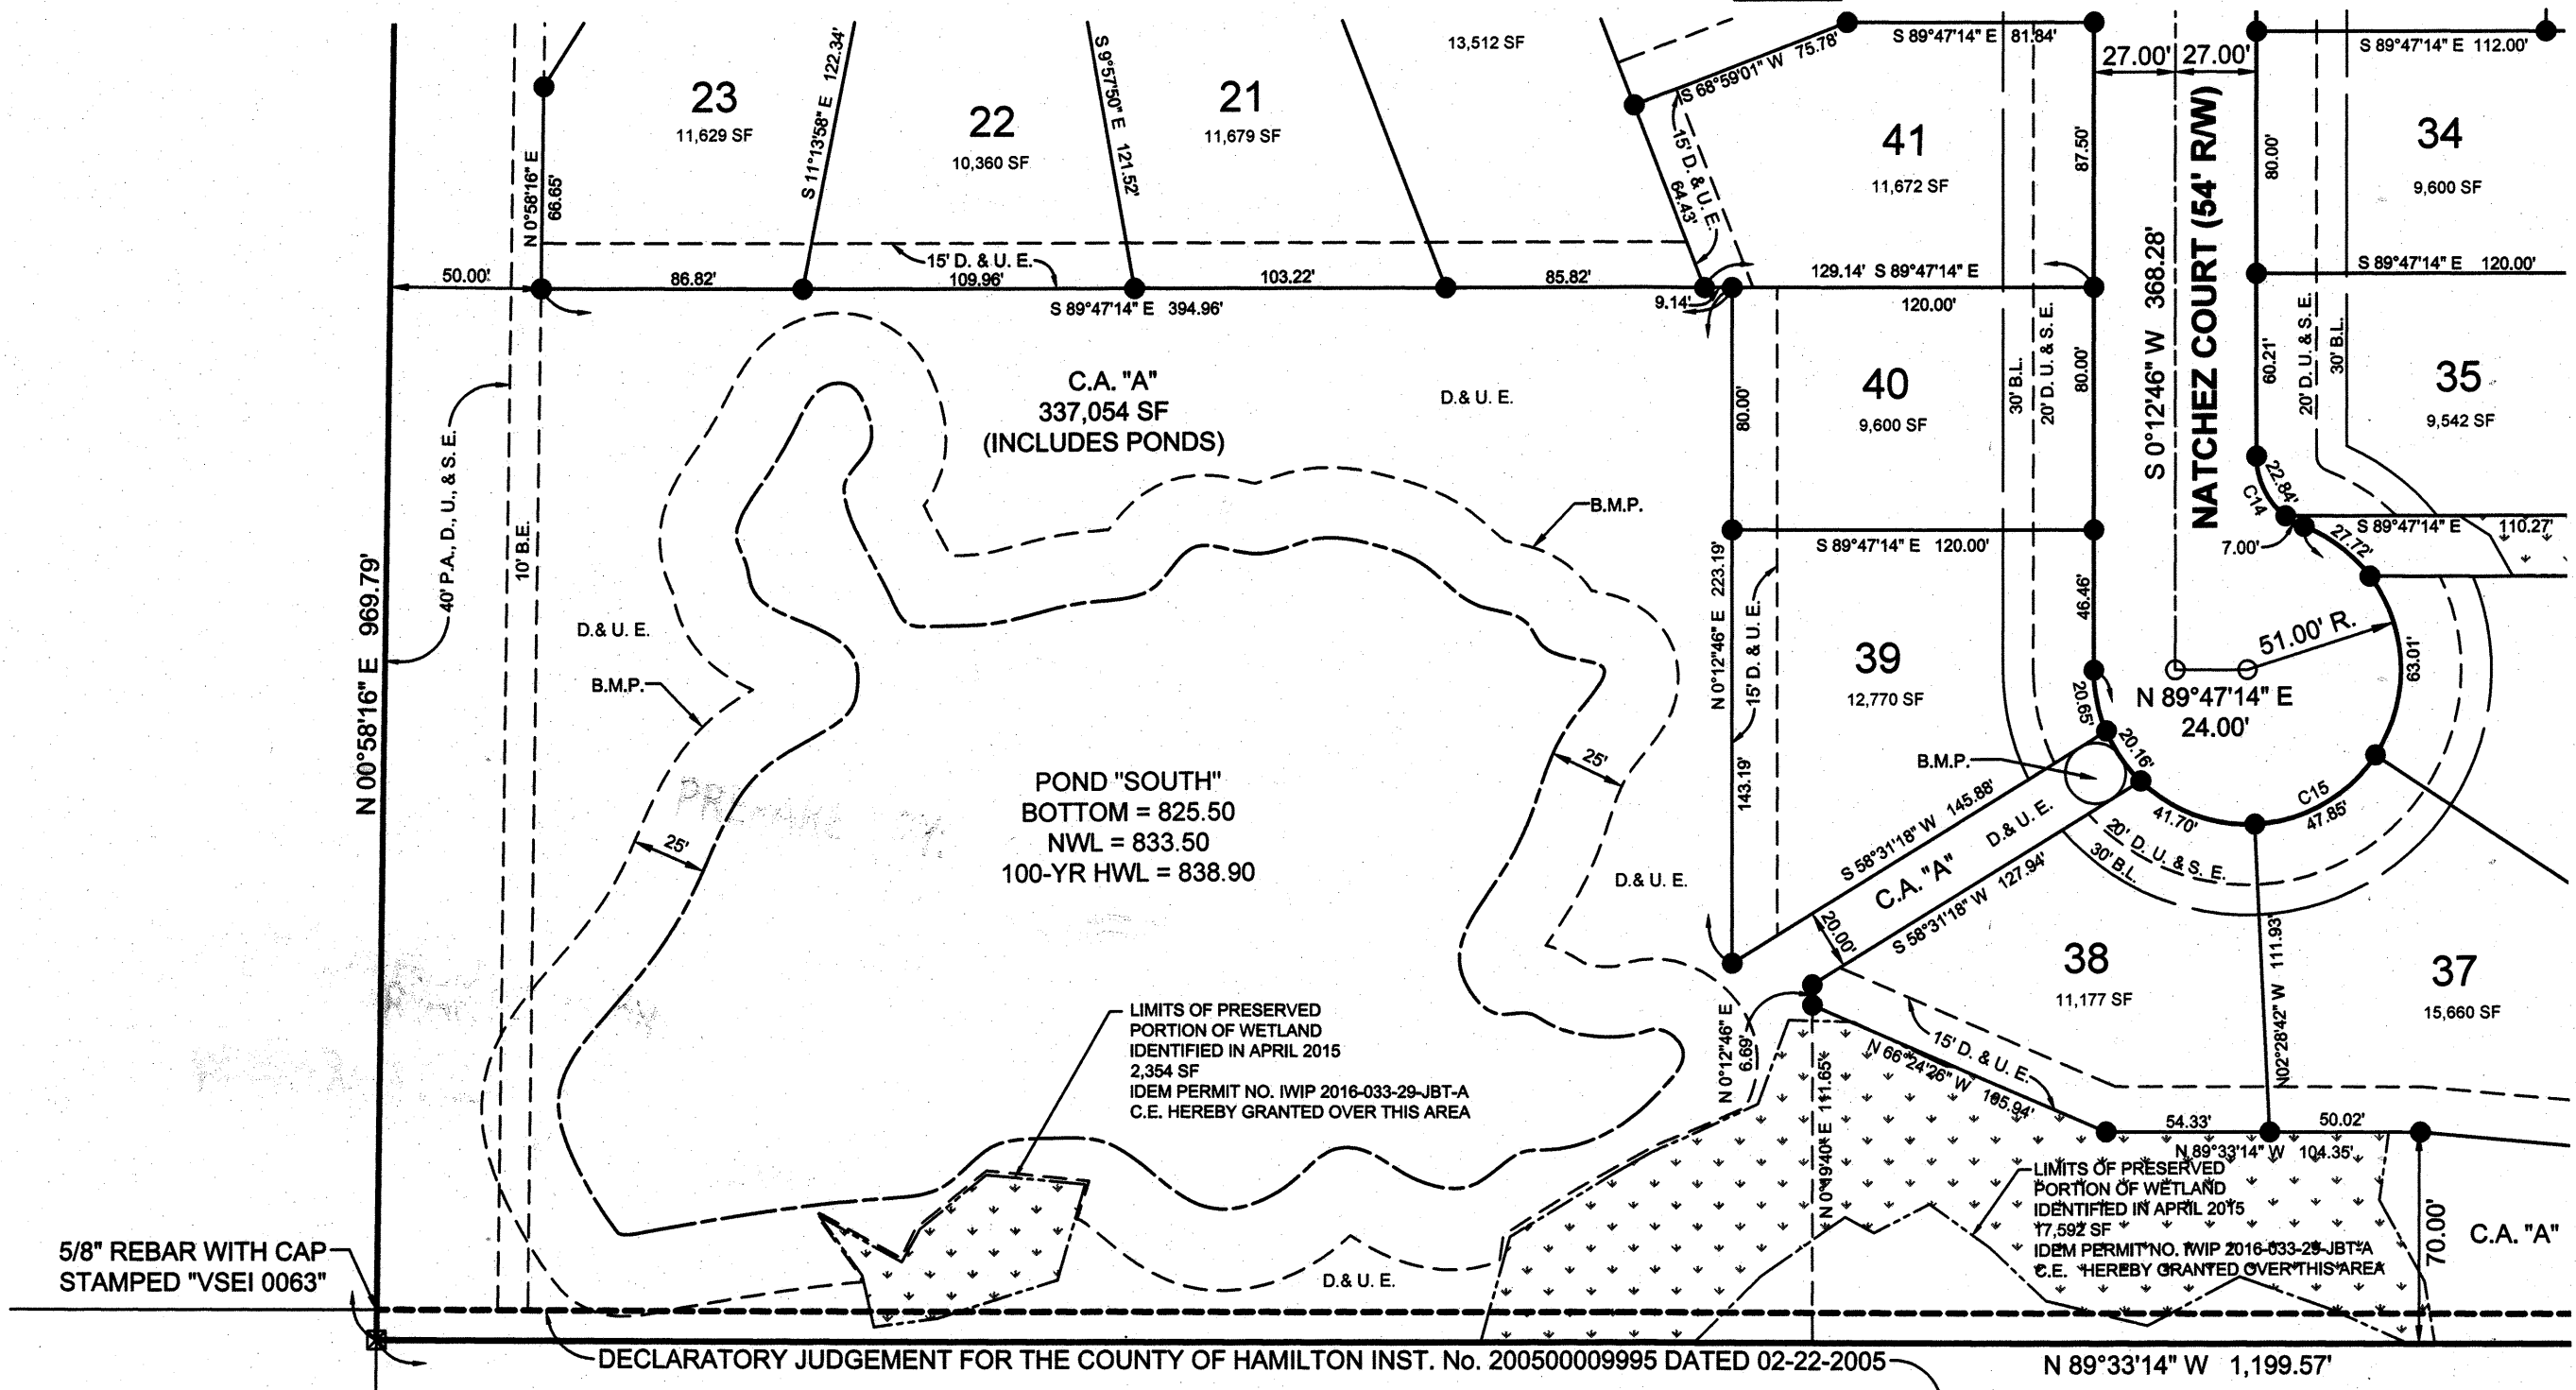 13,512 SF
S 89°47'14" E 81.84'
S 89°47'14" E 112.00'
27.00' 27.00'
S 68°59'01" W 75.78'
S 11°13'58" E 122.34'
S 9°57'50" E 121.52'
23
11,629 SF
22
10,360 SF
21
11,679 SF
41
11,672 SF
34
9,600 SF
87.50'
80.00'
15' D. & U. E.
64.43'
N 0°58'16" E
66.65'
NATCHEZ COURT (54' R/W)
S 0°12'46" W 368.28'
50.00'
86.82'
15' D. & U. E.
109.96'
103.22'
85.82'
129.14' S 89°47'14" E
S 89°47'14" E 120.00'
S 89°47'14" E 394.96'
9.14'
120.00'
C.A. "A"
337,054 SF
(INCLUDES PONDS)
D.& U. E.
40
9,600 SF
35
9,542 SF
80.00'
30' B.L.
20' D. U. & S. E.
80.00'
60.21'
20' D. U. & S. E.
30' B.L.
40' P.A., D., U., & S. E.
10' B.E.
N 00°58'16" E 969.79'
B.M.P.
22.84'
C14
7.00'
27.72'
S 89°47'14" E 110.27'
S 89°47'14" E 120.00'
N 0°12'46" E 223.19'
15' D. & U. E.
46.46'
51.00' R.
63.01'
D.& U. E.
B.M.P.
39
12,770 SF
N 89°47'14" E
24.00'
20.65'
20.16'
B.M.P.
143.19'
25'
25'
POND "SOUTH"
BOTTOM = 825.50
NWL = 833.50
100-YR HWL = 838.90
S 58°31'18" W 145.88'
C.A. "A" D.& U. E.
S 58°31'18" W 127.94'
20.00'
41.70'
C15
47.85'
20' D. U. & S. E.
30' B.L.
D.& U. E.
38
11,177 SF
37
15,660 SF
N02°28'42" W 111.93'
LIMITS OF PRESERVED
PORTION OF WETLAND
IDENTIFIED IN APRIL 2015
2,354 SF
IDEM PERMIT NO. IWIP 2016-033-29-JBT-A
C.E. HEREBY GRANTED OVER THIS AREA
N 0°12'46" E
6.69'
15' D. & U. E.
N 66°24'26" W 105.94'
N 0°19'40" E 111.65'
54.33'
50.02'
N 89°33'14" W 104.35'
LIMITS OF PRESERVED
PORTION OF WETLAND
IDENTIFIED IN APRIL 2015
17,592 SF
IDEM PERMIT NO. IWIP 2016-033-29-JBT-A
C.E. HEREBY GRANTED OVER THIS AREA
70.00'
C.A. "A"
5/8" REBAR WITH CAP
STAMPED "VSEI 0063"
D.& U. E.
DECLARATORY JUDGEMENT FOR THE COUNTY OF HAMILTON INST. No. 200500009995 DATED 02-22-2005
N 89°33'14" W 1,199.57'